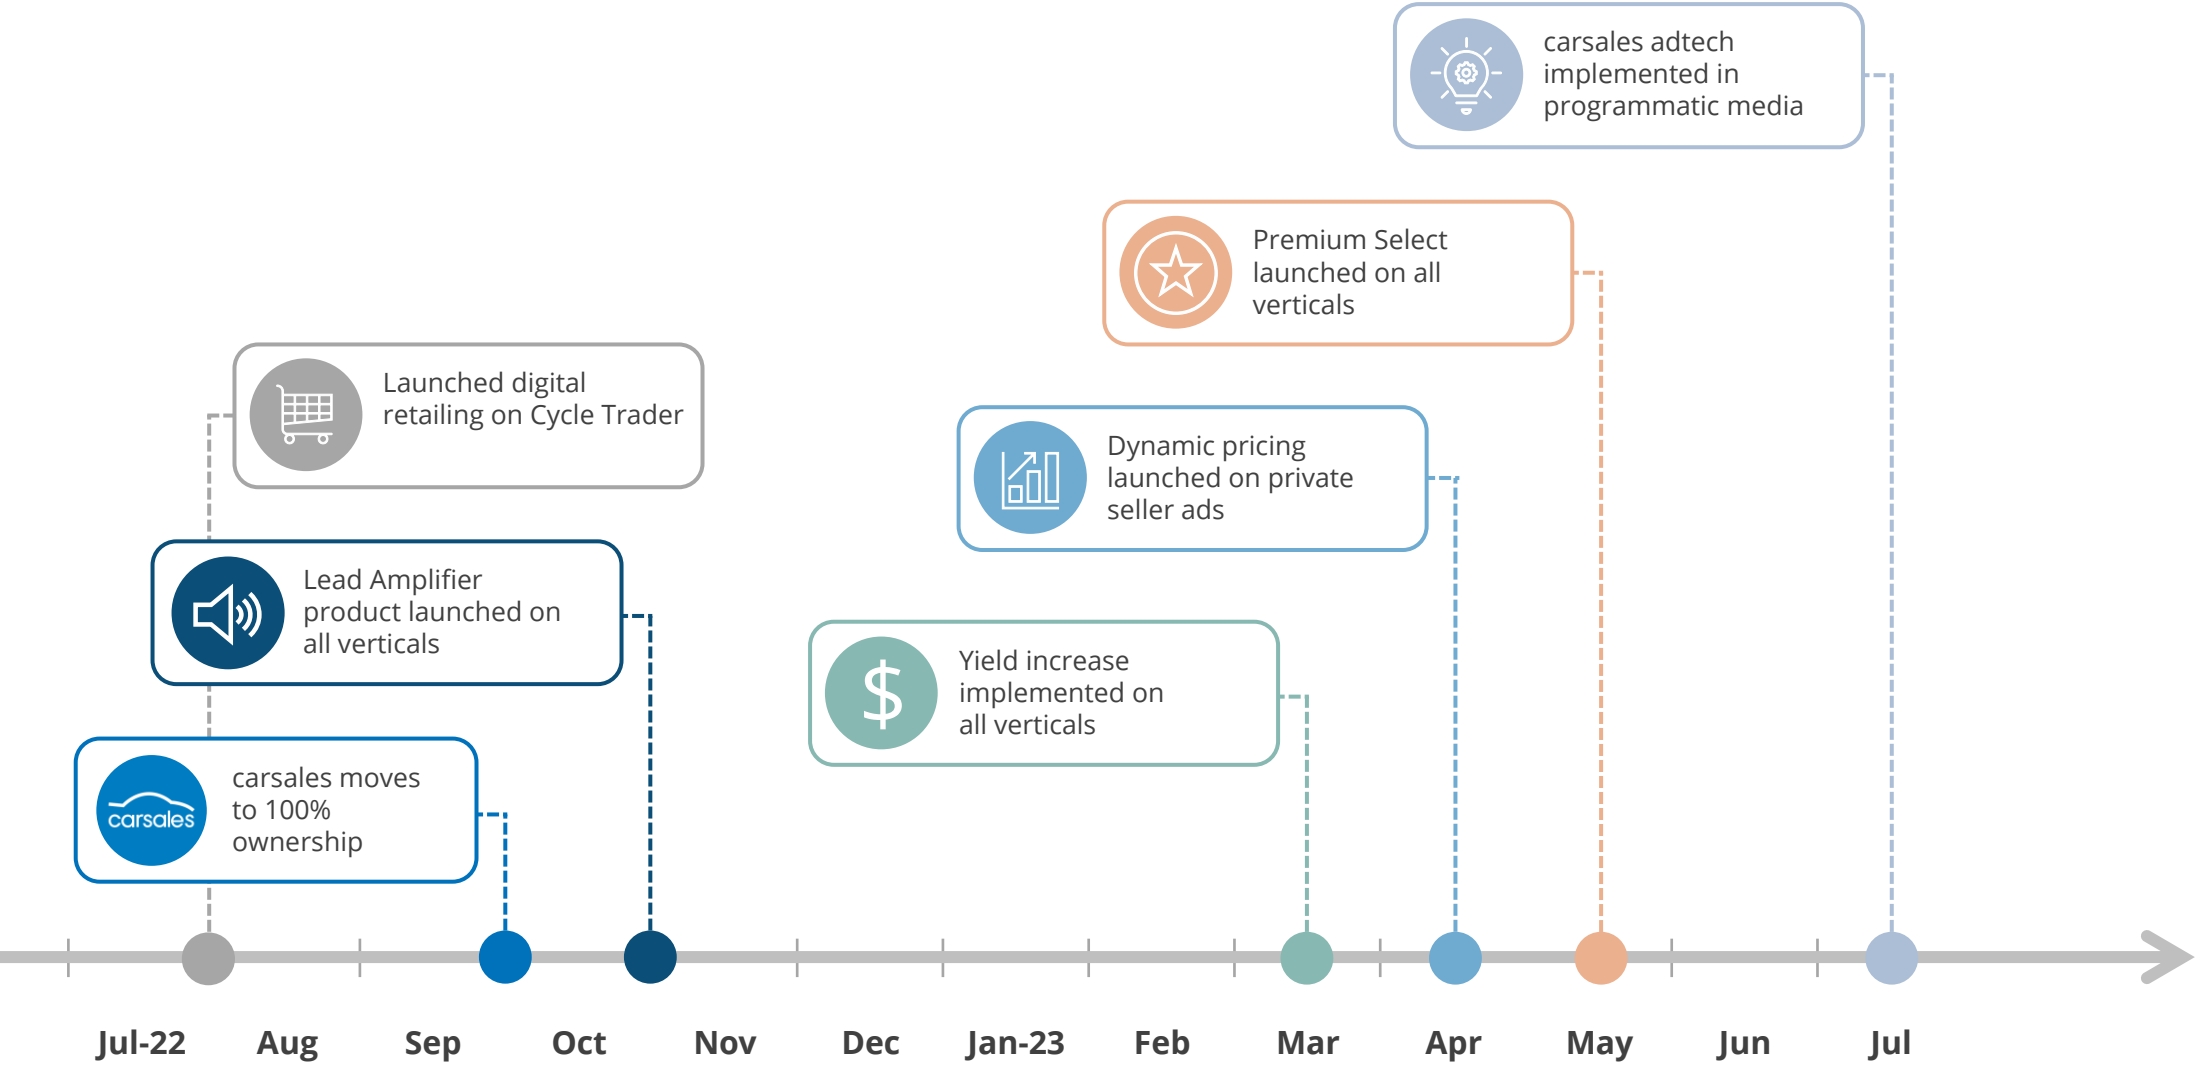 carsales adtech
implemented in
programmatic media
Premium Select
launched on all
verticals
Launched digital
retailing on Cycle Trader
Dynamic pricing
launched on private
seller ads
Lead Amplifier
product launched on
all verticals
$
Yield increase
implemented on
all verticals
carsales
carsales moves
to 100%
ownership
Jul-22 Aug Sep Oct Nov Dec Jan-23 Feb Mar Apr May Jun Jul